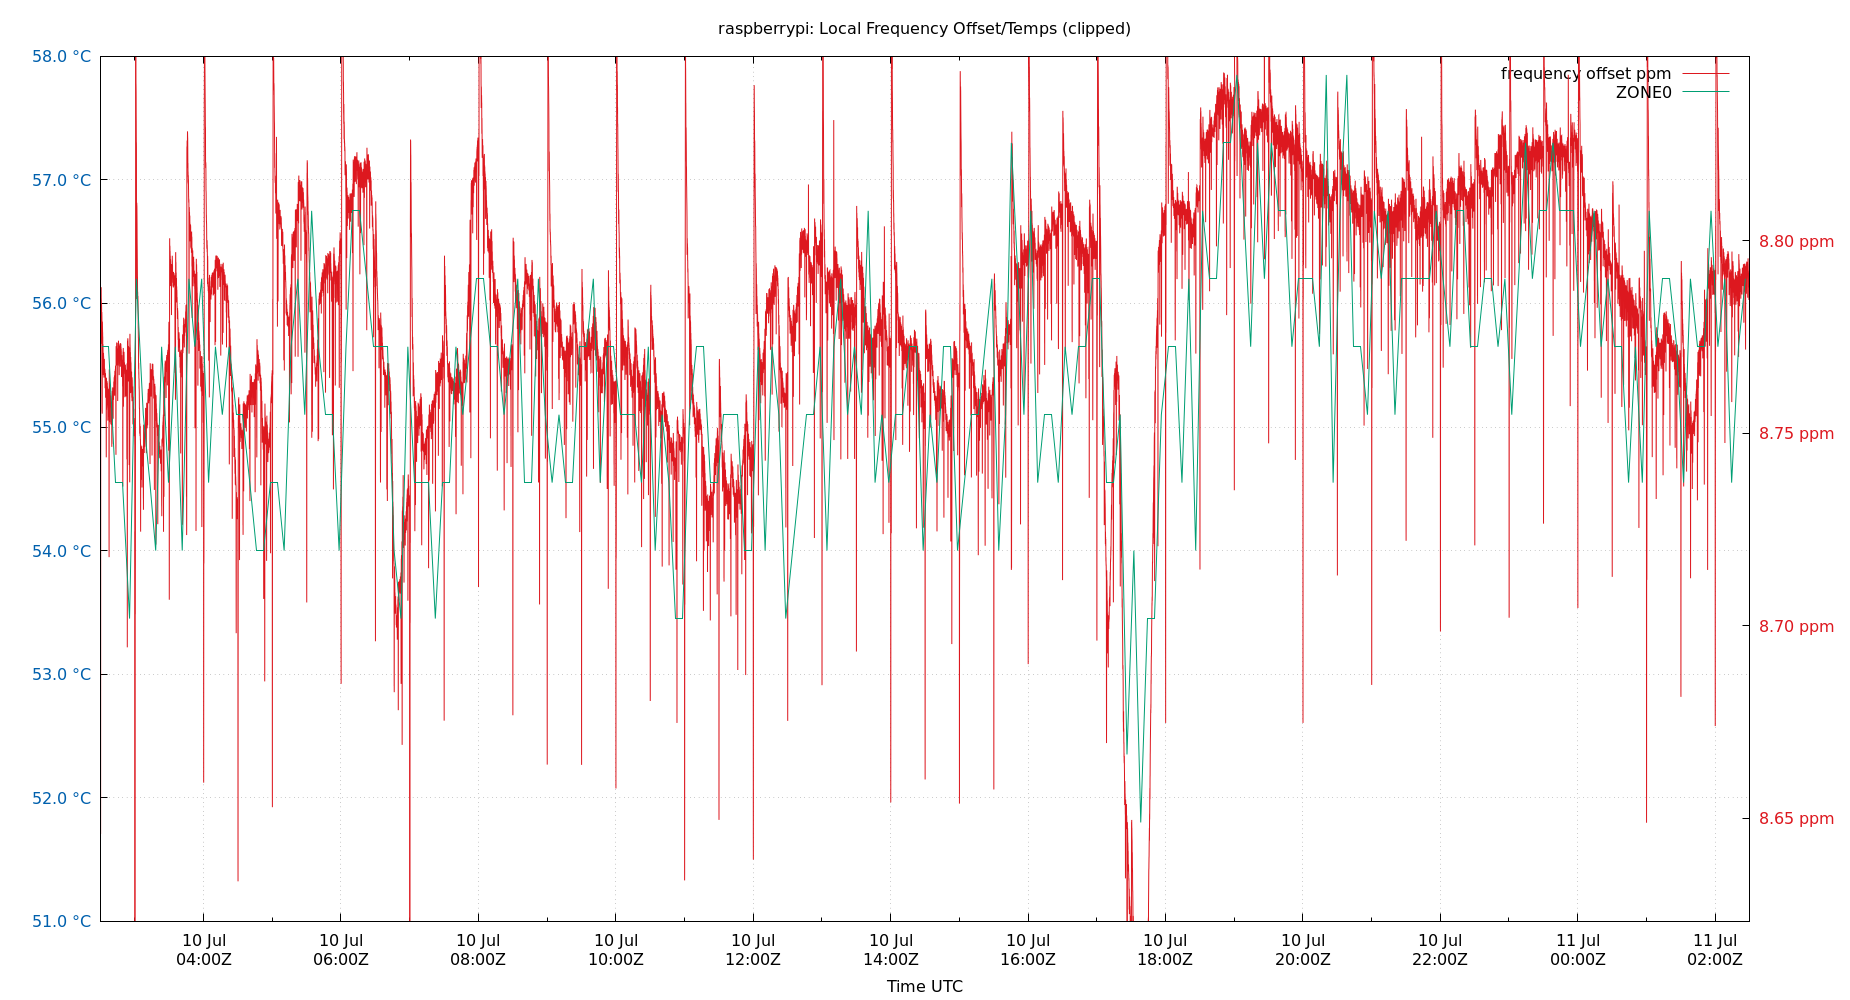 raspberrypi: Local Frequency Offset/Temps (clipped)
58.0 °C
57.0 °C
56.0 °C
55.0 °C
54.0 °C
53.0 °C
52.0 °C
51.0 °C
frequency offset ppm
ZONE0
8.80 ppm
8.75 ppm
8.70 ppm
8.65 ppm
10 Jul 10 Jul 10 Jul 10 Jul 10 Jul 10 Jul 10 Jul 10 Jul 10 Jul 10 Jul 11 Jul 11 Jul
04:00Z 06:00Z 08:00Z 10:00Z 12:00Z 14:00Z 16:00Z 18:00Z 20:00Z 22:00Z 00:00Z 02:00Z
Time UTC